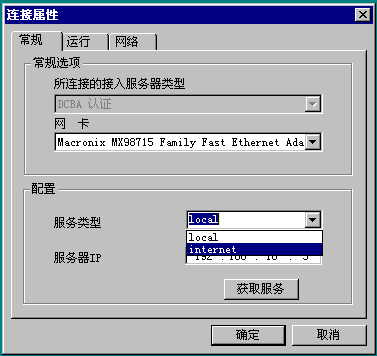 连接属性
常规 运行 网络
常规选项
所连接的接入服务器类型
DCBA 认证
网 卡
Macronix MX98715 Family Fast Ethernet Ada
配置
服务类型 local
local
internet
服务器IP
获取服务
确定 取消